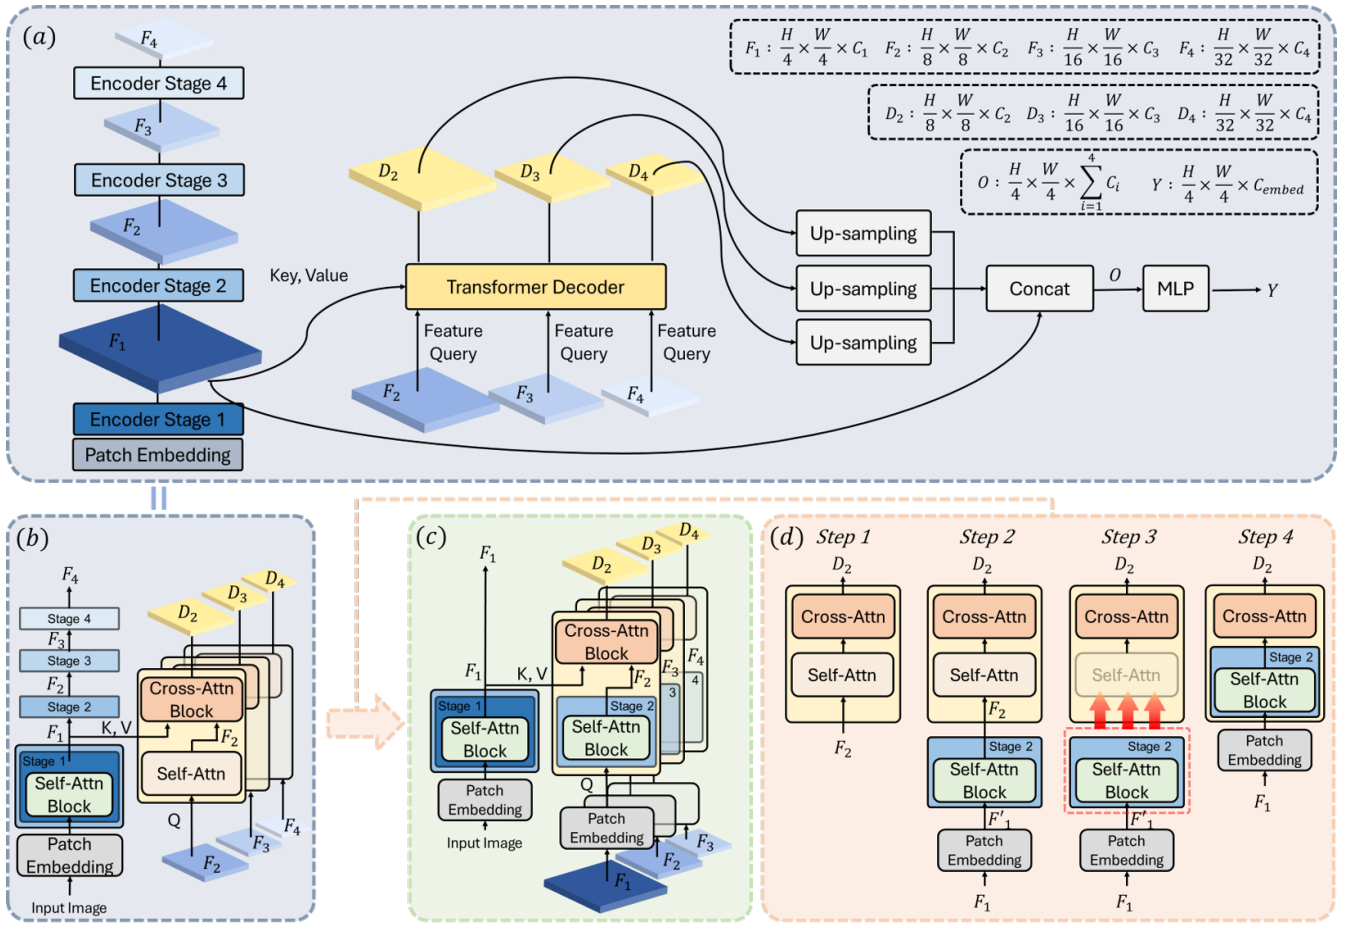 (a)
F₄
Encoder Stage 4
F₃
Encoder Stage 3
F₂
Encoder Stage 2
F₁
Encoder Stage 1
Patch Embedding
Key, Value
D₂
D₃
D₄
Transformer Decoder
Feature Query
Feature Query
Feature Query
F₂
F₃
F₄
Up-sampling
Up-sampling
Up-sampling
Concat
O
MLP
Y
F₁ : H/4 × W/4 × C₁ F₂ : H/8 × W/8 × C₂ F₃ : H/16 × W/16 × C₃ F₄ : H/32 × W/32 × C₄
D₂ : H/8 × W/8 × C₂ D₃ : H/16 × W/16 × C₃ D₄ : H/32 × W/32 × C₄
O : H/4 × W/4 × ∑ᵢ₌₁⁴ Cᵢ Y : H/4 × W/4 × C_embed
(b)
F₄
Stage 4
F₃
Stage 3
F₂
Stage 2
F₁
K, V
Stage 1
Self-Attn
Block
Patch
Embedding
Input Image
D₂
D₃
D₄
Cross-Attn
Block
F₂
Self-Attn
Q
F₂
F₃
F₄
(c)
F₁
F₁
K, V
Stage 1
Self-Attn
Block
Patch
Embedding
Input Image
D₂
D₃
D₄
Cross-Attn
Block
F₂
F₃
F₄
Stage 2
3
4
Self-Attn
Block
Q
Patch
Embedding
F₁
F₂
F₃
(d)
Step 1
D₂
Cross-Attn
Self-Attn
F₂
Step 2
D₂
Cross-Attn
Self-Attn
F₂
Stage 2
Self-Attn
Block
F′₁
Patch
Embedding
F₁
Step 3
D₂
Cross-Attn
Self-Attn
Stage 2
Self-Attn
Block
F′₁
Patch
Embedding
F₁
Step 4
D₂
Cross-Attn
Stage 2
Self-Attn
Block
Patch
Embedding
F₁